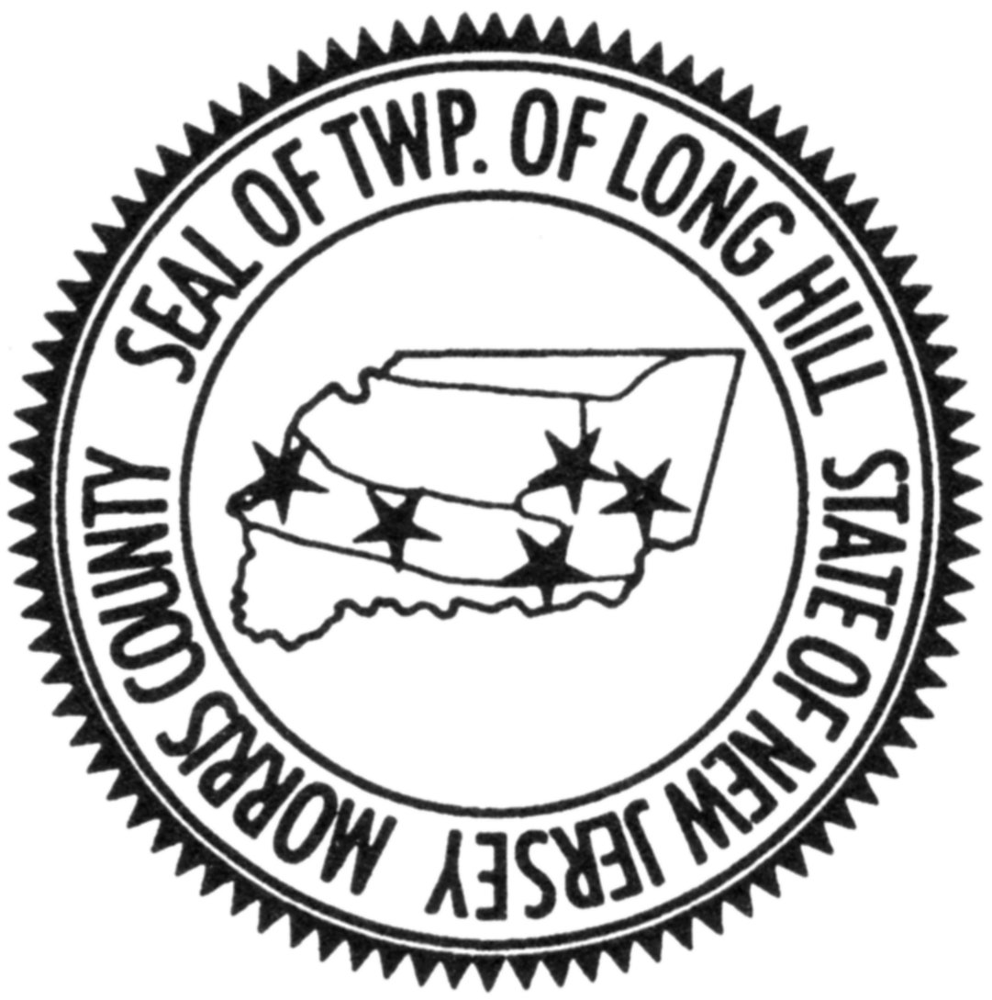 SEAL OF TWP. OF LONG HILL STATE OF NEW JERSEY MORRIS COUNTY